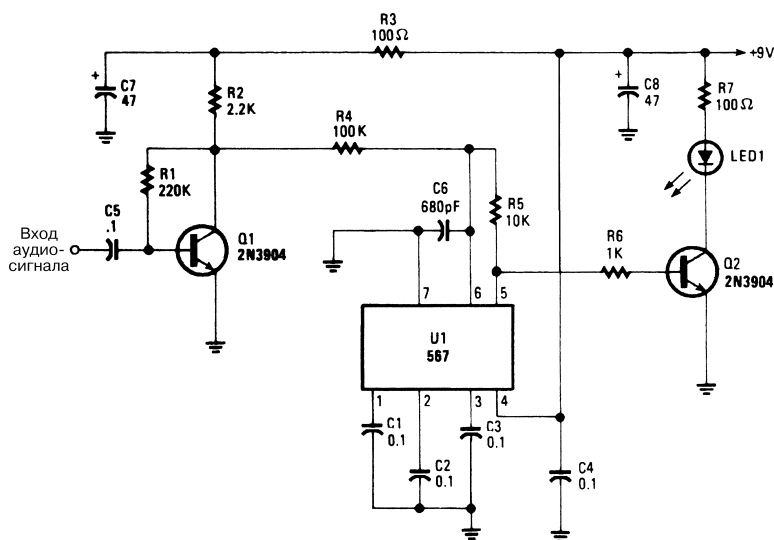 R3
100Ω
+9V
+
C7
47
R2
2.2K
+
C8
47
R7
100Ω
R4
100K
LED1
R1
220K
C6
680pF
R5
10K
C5
.1
Вход
аудио-
сигнала
Q1
2N3904
R6
1K
Q2
2N3904
7
6
5
U1
567
1
2
3
4
C1
0.1
C3
0.1
C2
0.1
C4
0.1